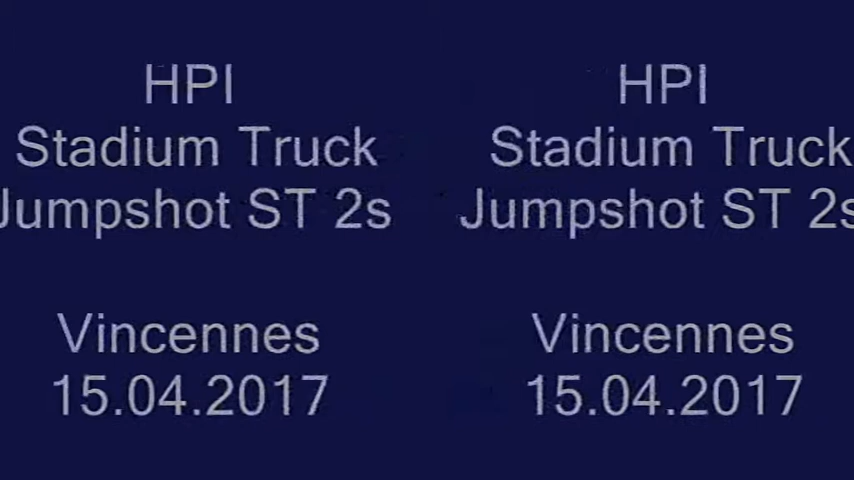 HPI
Stadium Truck
Jumpshot ST 2s
Vincennes
15.04.2017
HPI
Stadium Truck
Jumpshot ST 2s
Vincennes
15.04.2017